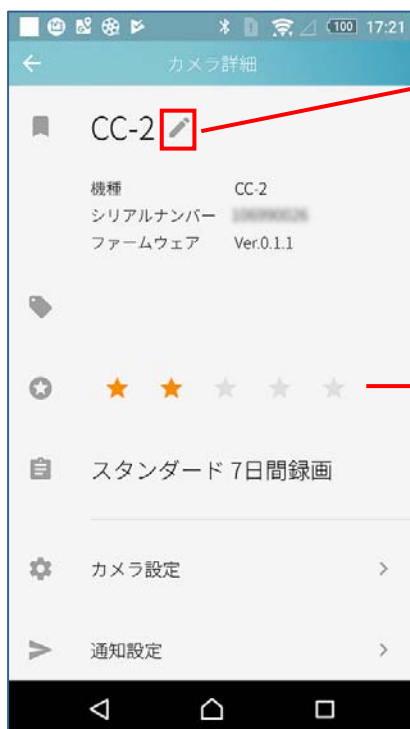 100 17:21
カメラ詳細
CC-2
機種 CC-2
シリアルナンバー
ファームウェア Ver.0.1.1
スタンダード 7日間録画
カメラ設定
通知設定